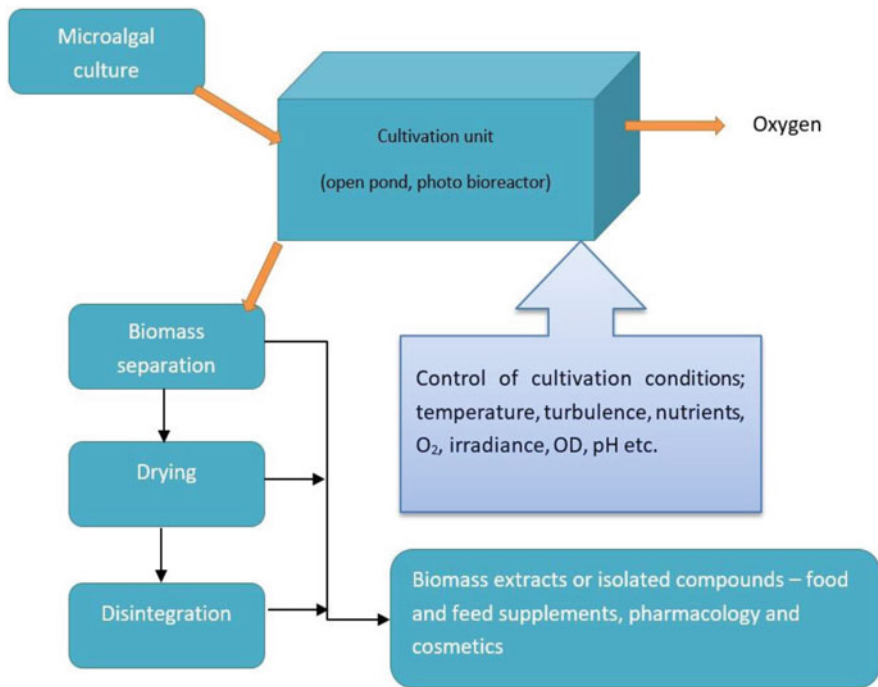 Microalgal
culture
Cultivation unit
(open pond, photo bioreactor)
Oxygen
Biomass
separation
Control of cultivation conditions;
temperature, turbulence, nutrients,
O₂, irradiance, OD, pH etc.
Drying
Disintegration
Biomass extracts or isolated compounds – food
and feed supplements, pharmacology and
cosmetics